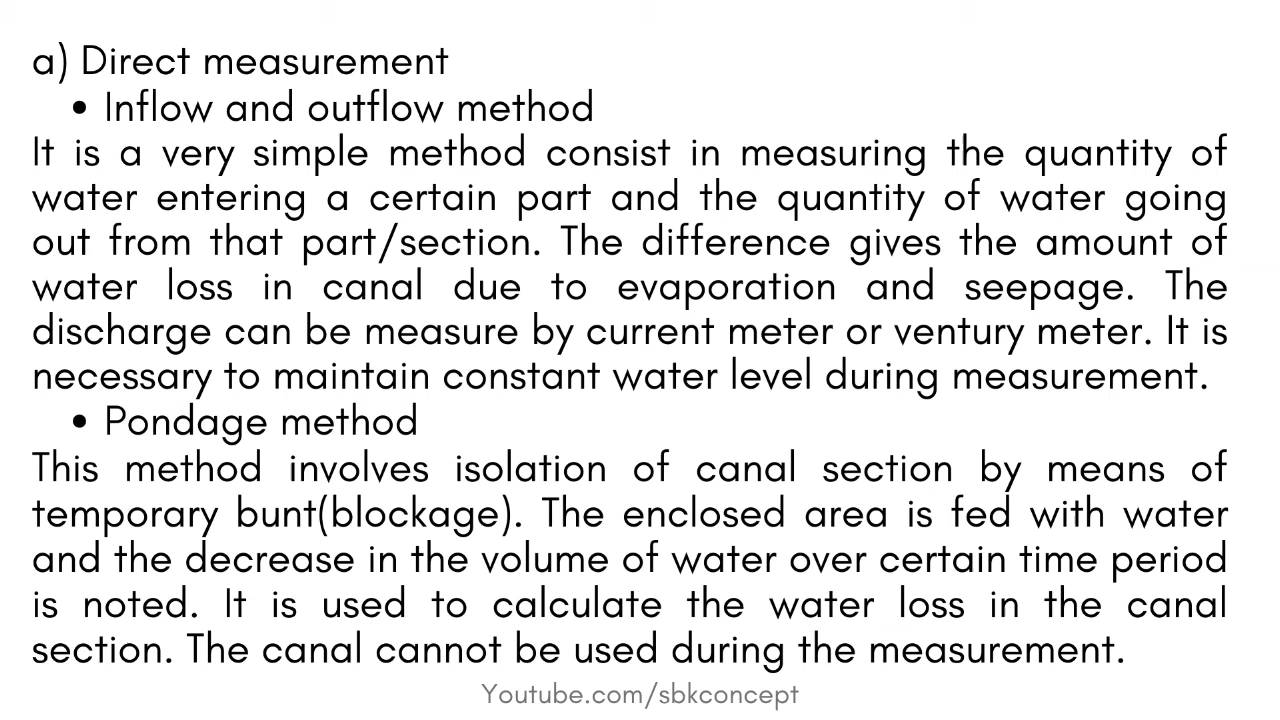 a) Direct measurement
• Inflow and outflow method
It is a very simple method consist in measuring the quantity of
water entering a certain part and the quantity of water going
out from that part/section. The difference gives the amount of
water loss in canal due to evaporation and seepage. The
discharge can be measure by current meter or ventury meter. It is
necessary to maintain constant water level during measurement.
• Pondage method
This method involves isolation of canal section by means of
temporary bunt(blockage). The enclosed area is fed with water
and the decrease in the volume of water over certain time period
is noted. It is used to calculate the water loss in the canal
section. The canal cannot be used during the measurement.
Youtube.com/sbkconcept